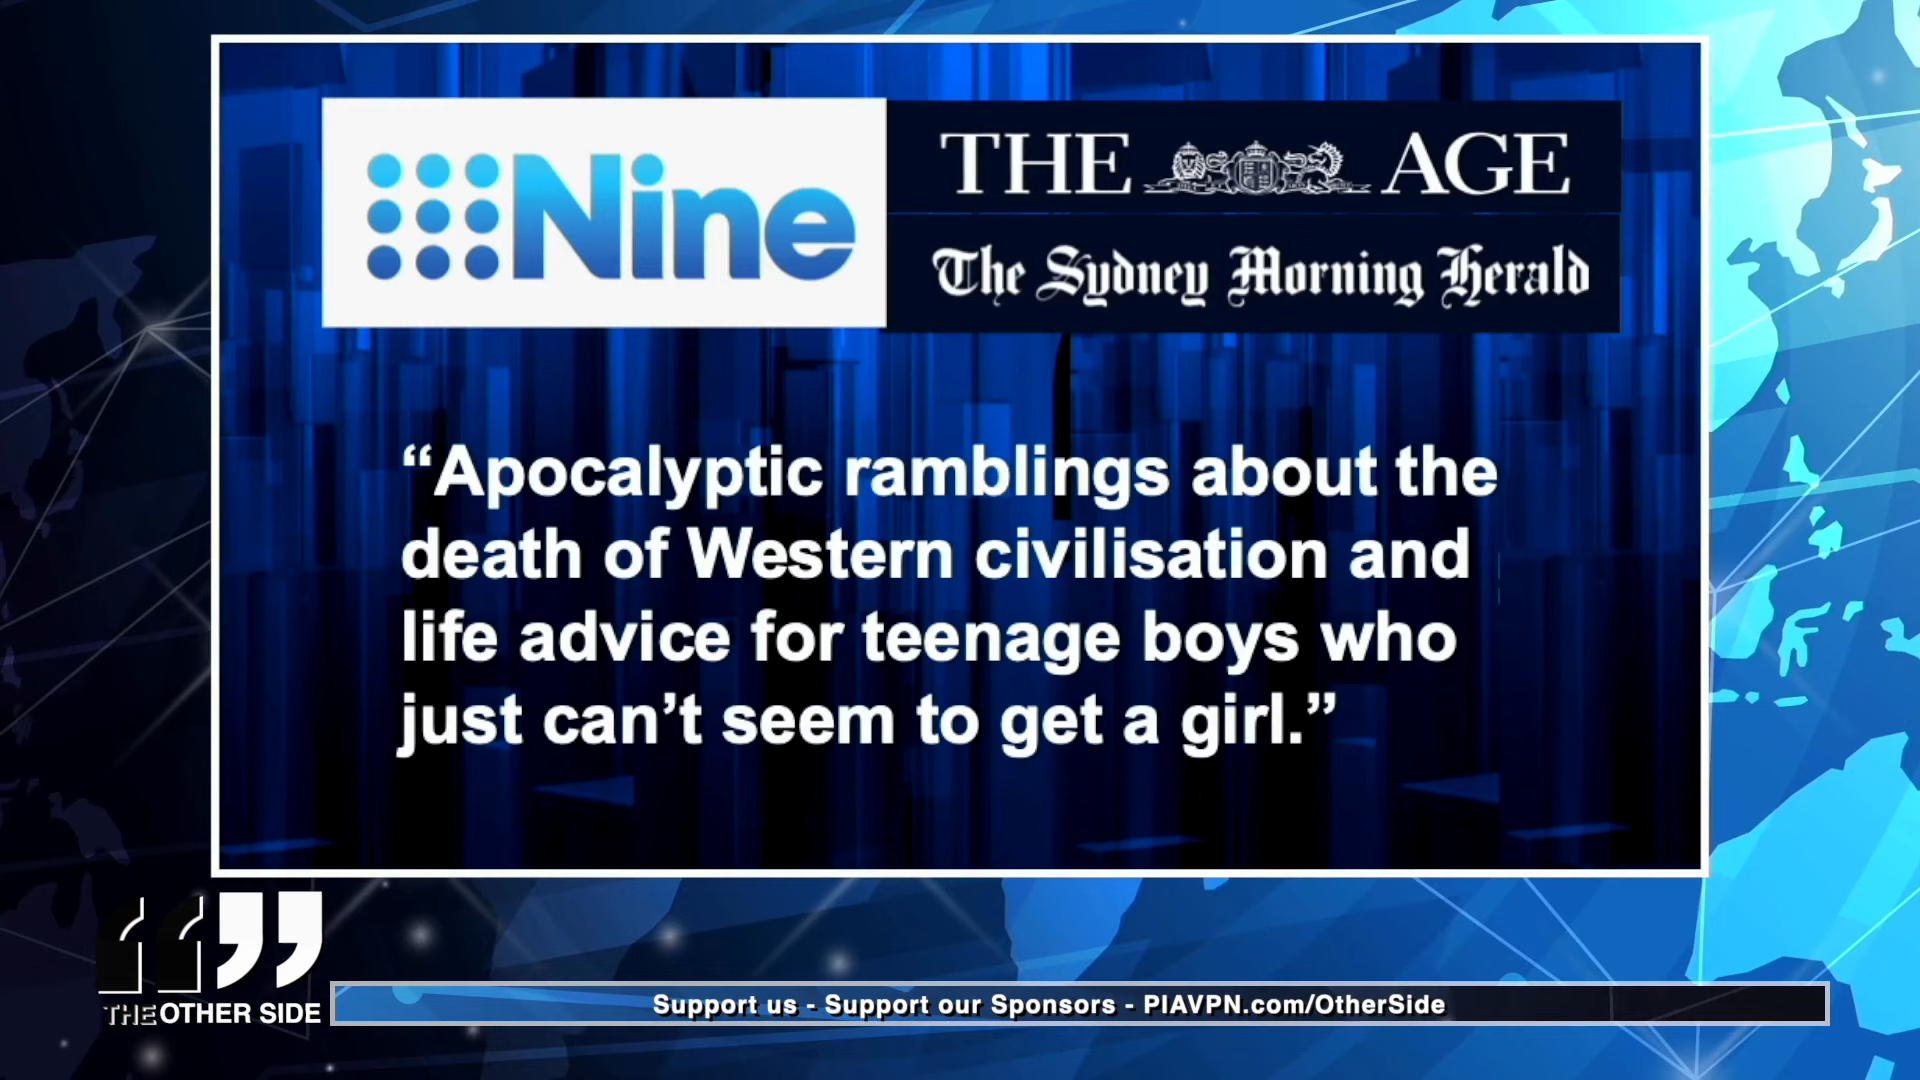 Nine
THE AGE
The Sydney Morning Herald
“Apocalyptic ramblings about the
death of Western civilisation and
life advice for teenage boys who
just can’t seem to get a girl.”
THE OTHER SIDE
Support us - Support our Sponsors - PIAVPN.com/OtherSide